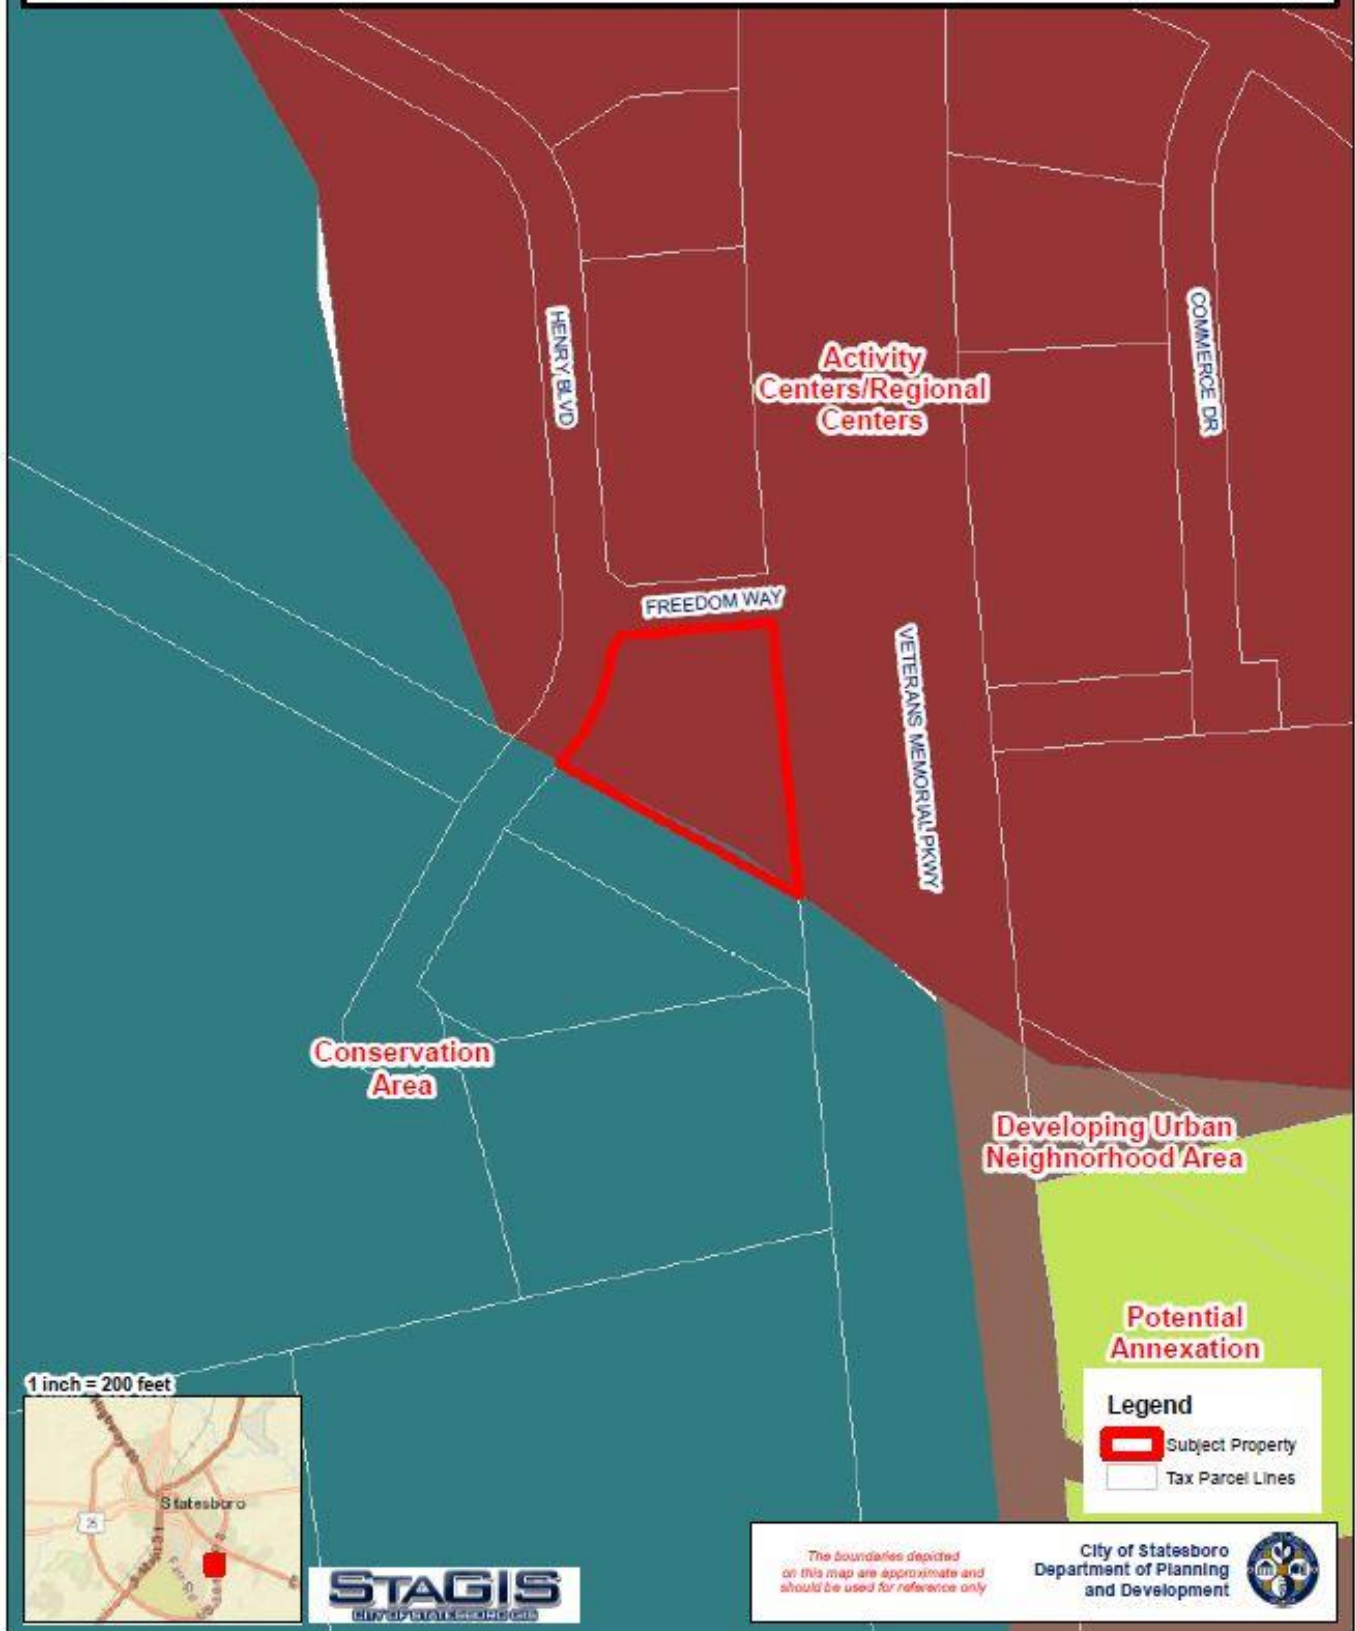 HENRY BLVD
COMMERCE DR
Activity
Centers/Regional
Centers
FREEDOM WAY
VETERANS MEMORIAL PKWY
Conservation
Area
Developing Urban
Neighnorhood Area
Potential
Annexation
1 inch = 200 feet
Statesboro
25
Legend
Subject Property
Tax Parcel Lines
STAGIS
CITY OF STATESBORO GIS
The boundaries depicted
on this map are approximate and
should be used for reference only
City of Statesboro
Department of Planning
and Development